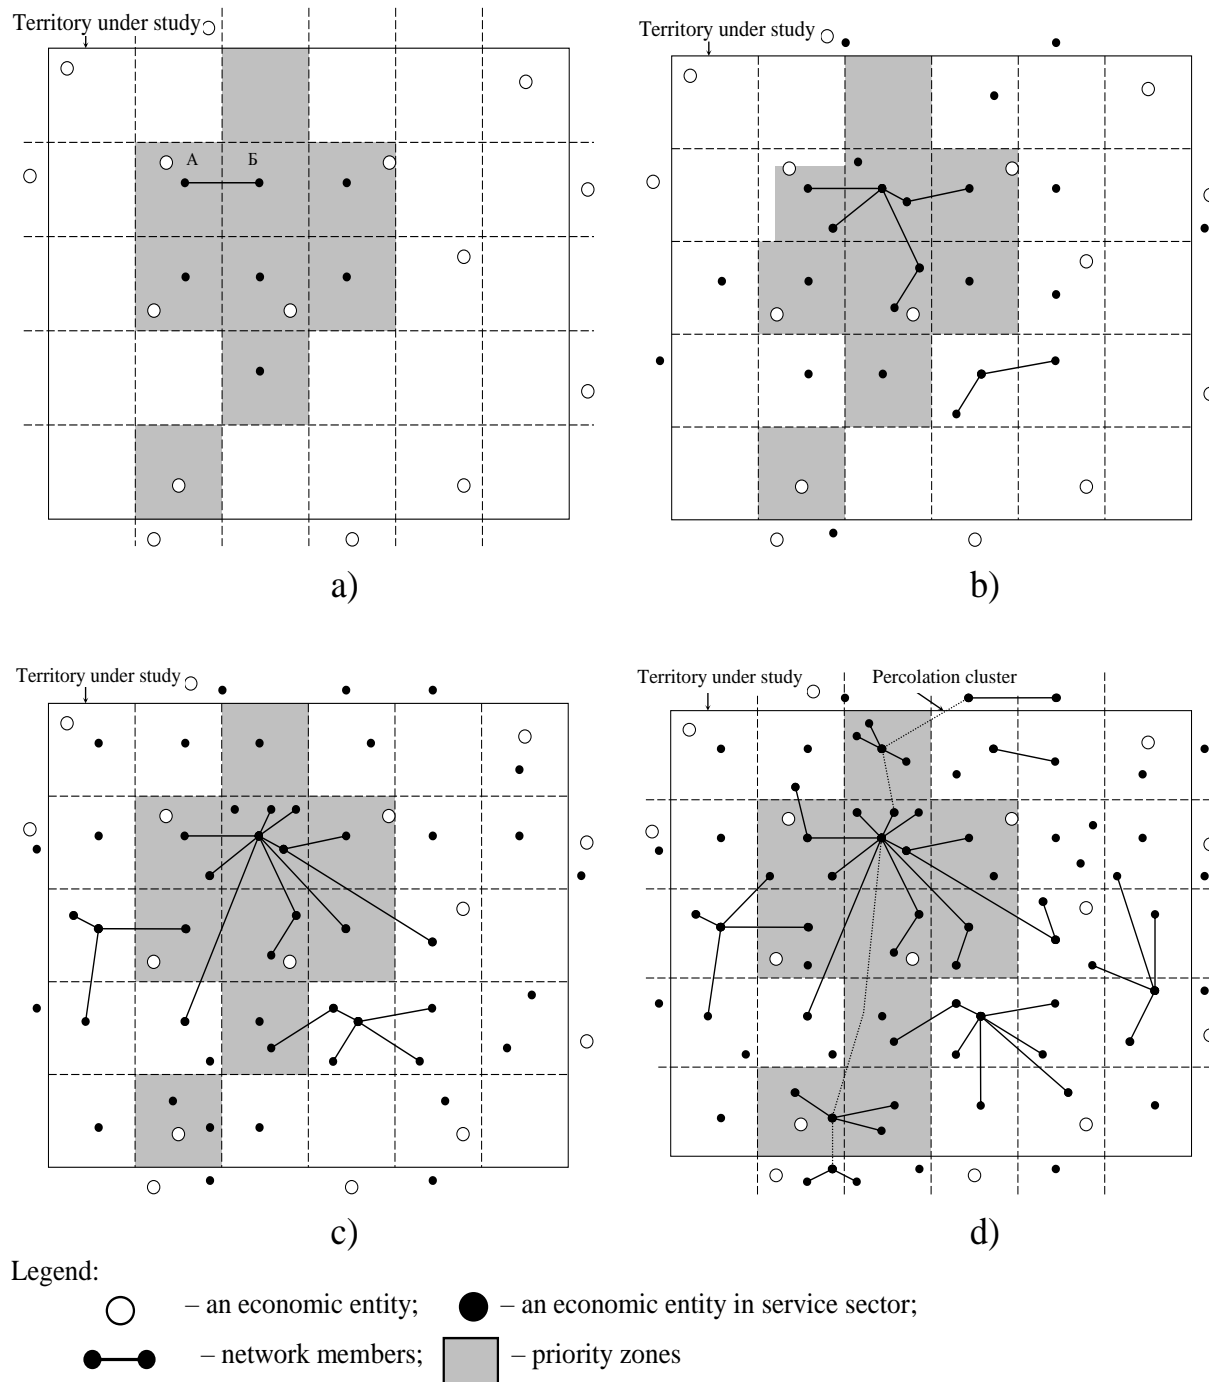 Territory under study
А Б
a)
Territory under study
b)
Territory under study
c)
Territory under study
Percolation cluster
d)
Legend:
– an economic entity; – an economic entity in service sector;
– network members; – priority zones